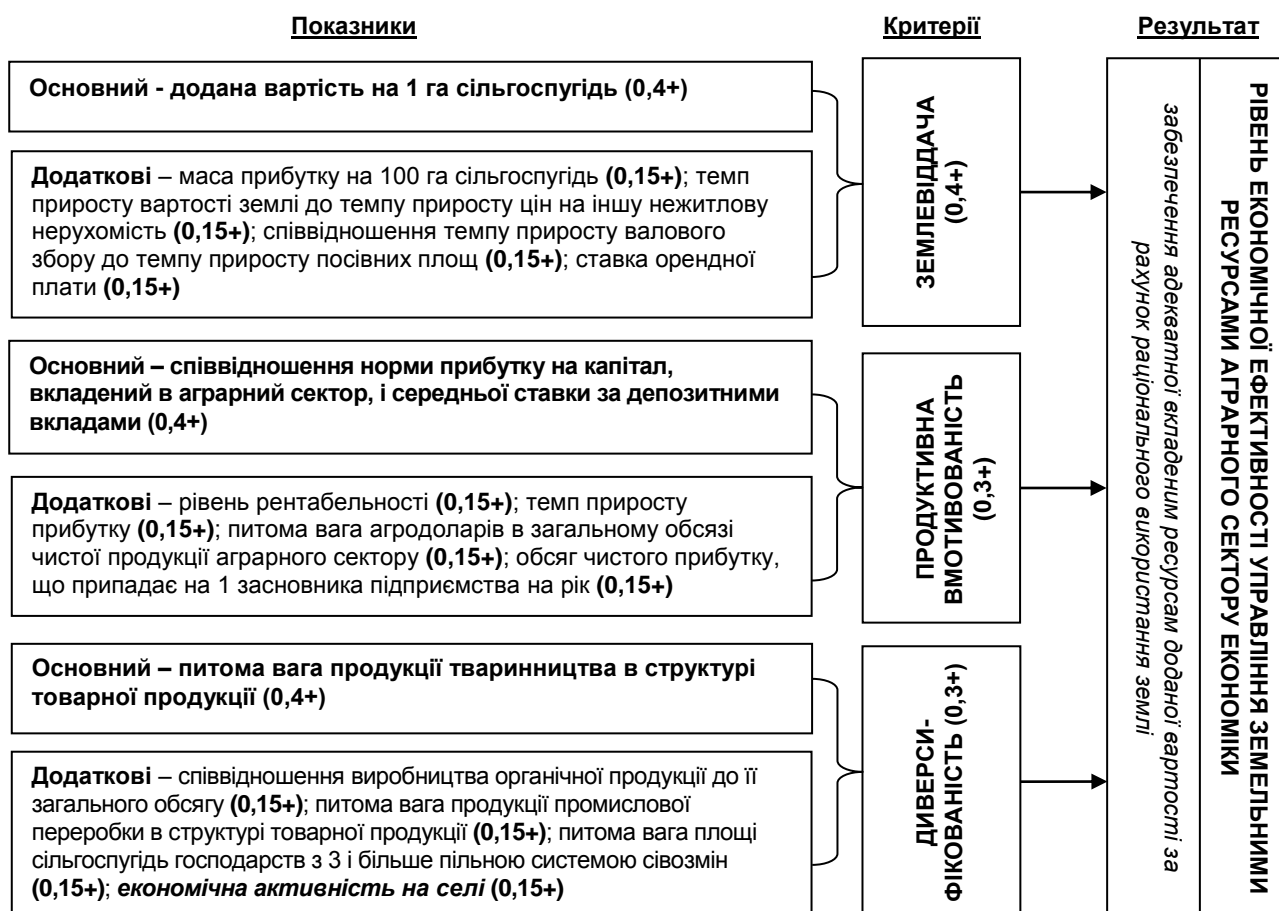 Показники
Критерії
Результат
Основний - додана вартість на 1 га сільгоспугідь (0,4+)
Додаткові – маса прибутку на 100 га сільгоспугідь (0,15+); темп
приросту вартості землі до темпу приросту цін на іншу нежитлову
нерухомість (0,15+); співвідношення темпу приросту валового
збору до темпу приросту посівних площ (0,15+); ставка орендної
плати (0,15+)
ЗЕМЛЕВІДДАЧА
(0,4+)
Основний – співвідношення норми прибутку на капітал,
вкладений в аграрний сектор, і середньої ставки за депозитними
вкладами (0,4+)
Додаткові – рівень рентабельності (0,15+); темп приросту
прибутку (0,15+); питома вага агродоларів в загальному обсязі
чистої продукції аграрного сектору (0,15+); обсяг чистого прибутку,
що припадає на 1 засновника підприємства на рік (0,15+)
ПРОДУКТИВНА
ВМОТИВОВАНІСТЬ
(0,3+)
Основний – питома вага продукції тваринництва в структурі
товарної продукції (0,4+)
Додаткові – співвідношення виробництва органічної продукції до її
загального обсягу (0,15+); питома вага продукції промислової
переробки в структурі товарної продукції (0,15+); питома вага площі
сільгоспугідь господарств з 3 і більше пільною системою сівозмін
(0,15+); економічна активність на селі (0,15+)
ДИВЕРСИ-
ФІКОВАНІСТЬ (0,3+)
забезпечення адекватної вкладеним ресурсам доданої вартості за
рахунок раціонального використання землі
РІВЕНЬ ЕКОНОМІЧНОЇ ЕФЕКТИВНОСТІ УПРАВЛІННЯ ЗЕМЕЛЬНИМИ
РЕСУРСАМИ АГРАРНОГО СЕКТОРУ ЕКОНОМІКИ